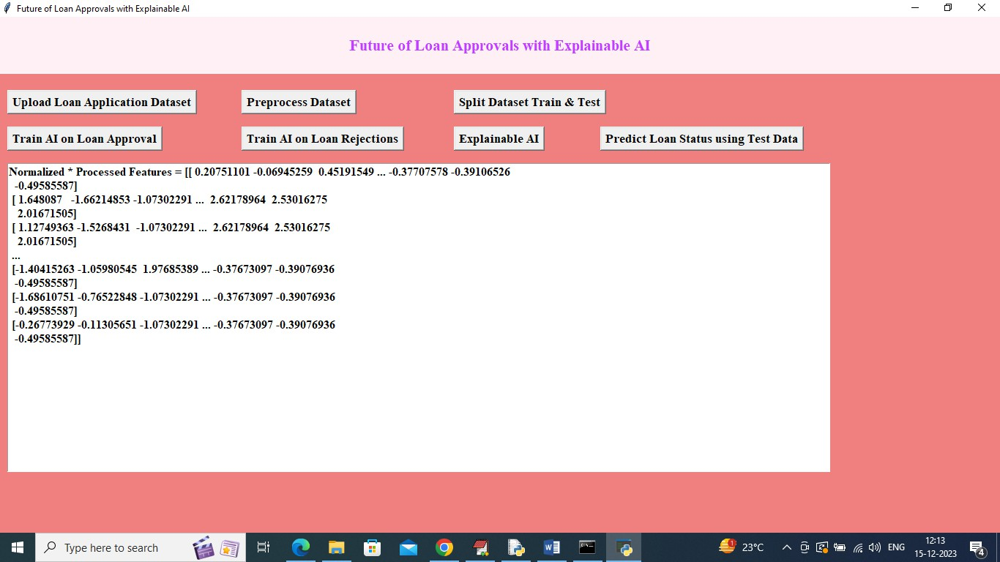 Future of Loan Approvals with Explainable AI
Future of Loan Approvals with Explainable AI
Upload Loan Application Dataset
Preprocess Dataset
Split Dataset Train & Test
Train AI on Loan Approval
Train AI on Loan Rejections
Explainable AI
Predict Loan Status using Test Data
Normalized * Processed Features = [[ 0.20751101 -0.06945259  0.45191549 ... -0.37707578 -0.39106526
-0.49585587]
[ 1.648087   -1.66214853 -1.07302291 ...  2.62178964  2.53016275
2.01671505]
[ 1.12749363 -1.5268431  -1.07302291 ...  2.62178964  2.53016275
2.01671505]
...
[-1.40415263 -1.05980545  1.97685389 ... -0.37673097 -0.39076936
-0.49585587]
[-1.68610751 -0.76522848 -1.07302291 ... -0.37673097 -0.39076936
-0.49585587]
[-0.26773929 -0.11305651 -1.07302291 ... -0.37673097 -0.39076936
-0.49585587]]
Type here to search
1
23°C
ENG
12:13
15-12-2023
4